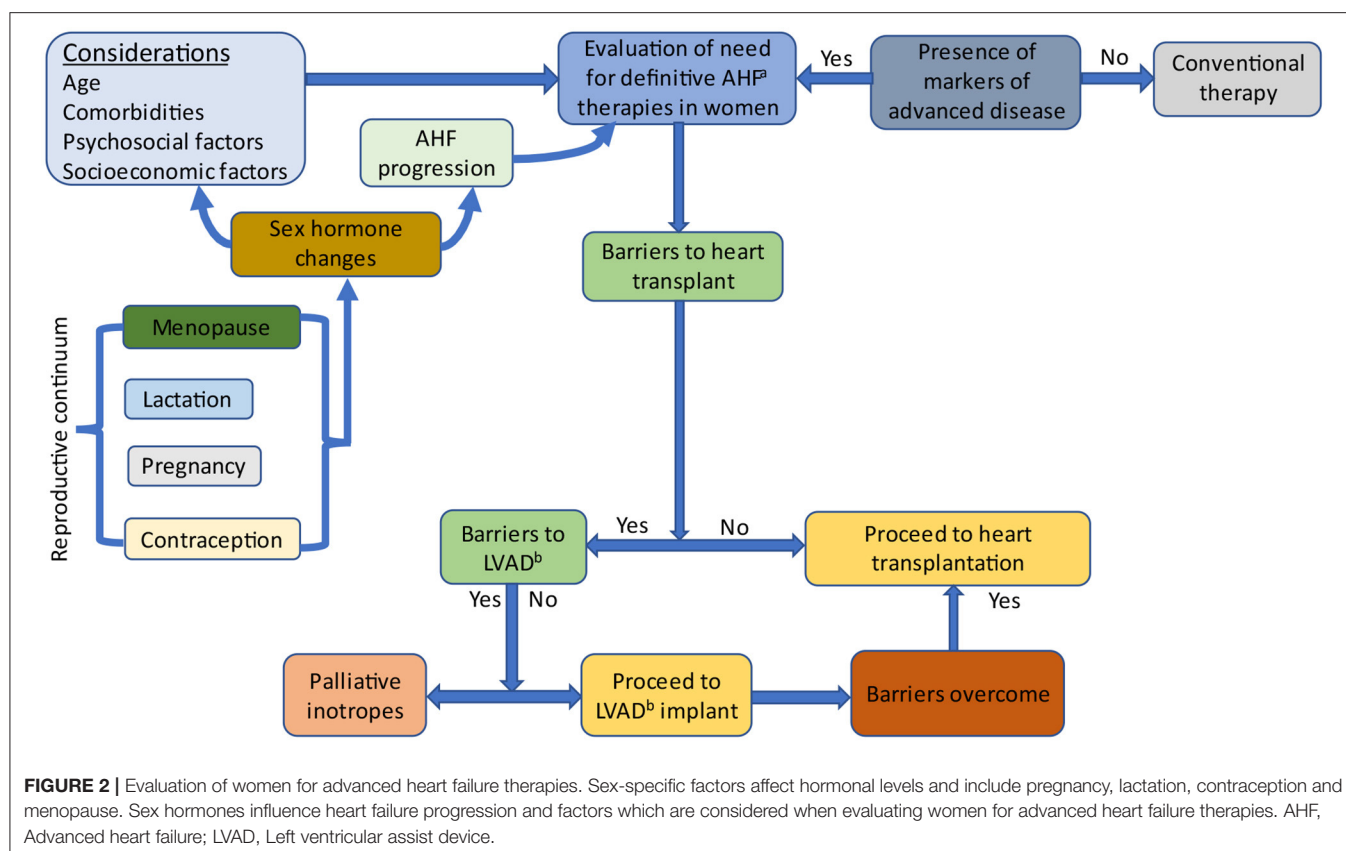 Considerations
Age
Comorbidities
Psychosocial factors
Socioeconomic factors
Evaluation of need
for definitive AHFᵃ
therapies in women
Yes
Presence of
markers of
advanced disease
No
Conventional
therapy
AHF
progression
Sex hormone
changes
Barriers to heart
transplant
Reproductive continuum
Menopause
Lactation
Pregnancy
Contraception
Barriers to
LVADᵇ
Yes
No
Proceed to heart
transplantation
Yes
No
Yes
Palliative
inotropes
Proceed to
LVADᵇ implant
Barriers overcome
FIGURE 2 | Evaluation of women for advanced heart failure therapies. Sex-specific factors affect hormonal levels and include pregnancy, lactation, contraception and
menopause. Sex hormones influence heart failure progression and factors which are considered when evaluating women for advanced heart failure therapies. AHF,
Advanced heart failure; LVAD, Left ventricular assist device.